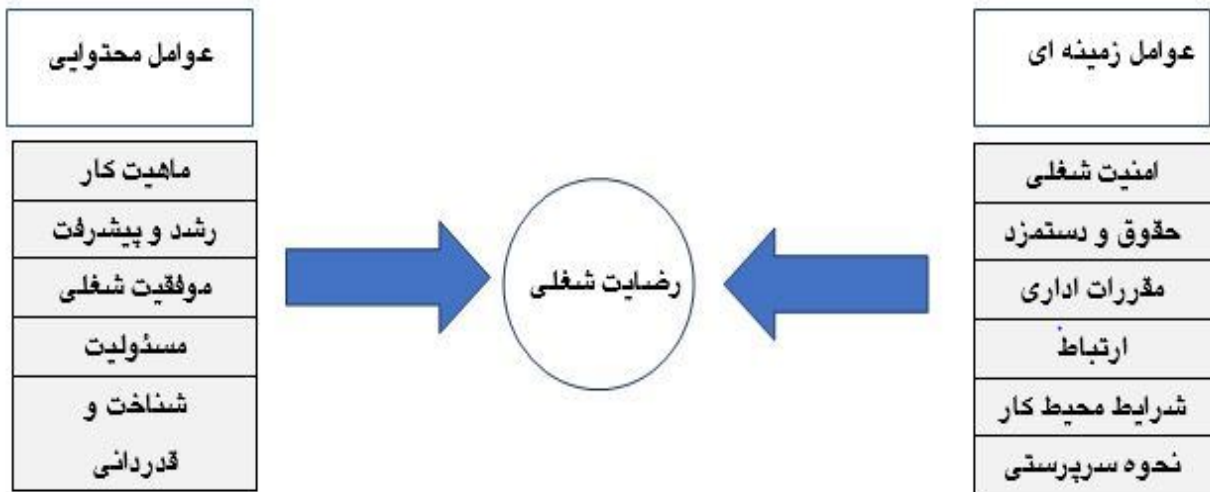 عوامل زمینه ای
امنیت شغلی
حقوق و دستمزد
مقررات اداری
ارتباط
شرایط محیط کار
نحوه سرپرستی
رضایت شغلی
عوامل محتوایی
ماهیت کار
رشد و پیشرفت
موفقیت شغلی
مسئولیت
شناخت و
قدردانی